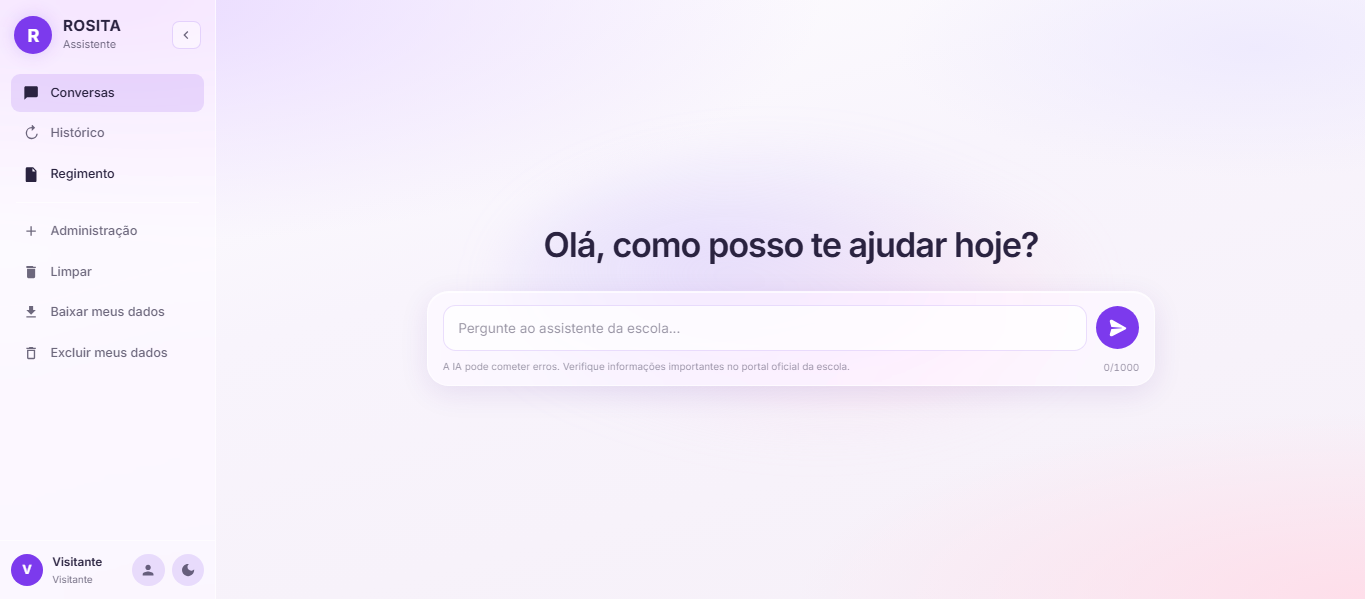 R
ROSITA
Assistente
Conversas
Histórico
Regimento
Administração
Limpar
Baixar meus dados
Excluir meus dados
Olá, como posso te ajudar hoje?
Pergunte ao assistente da escola...
A IA pode cometer erros. Verifique informações importantes no portal oficial da escola.
0/1000
V
Visitante
Visitante